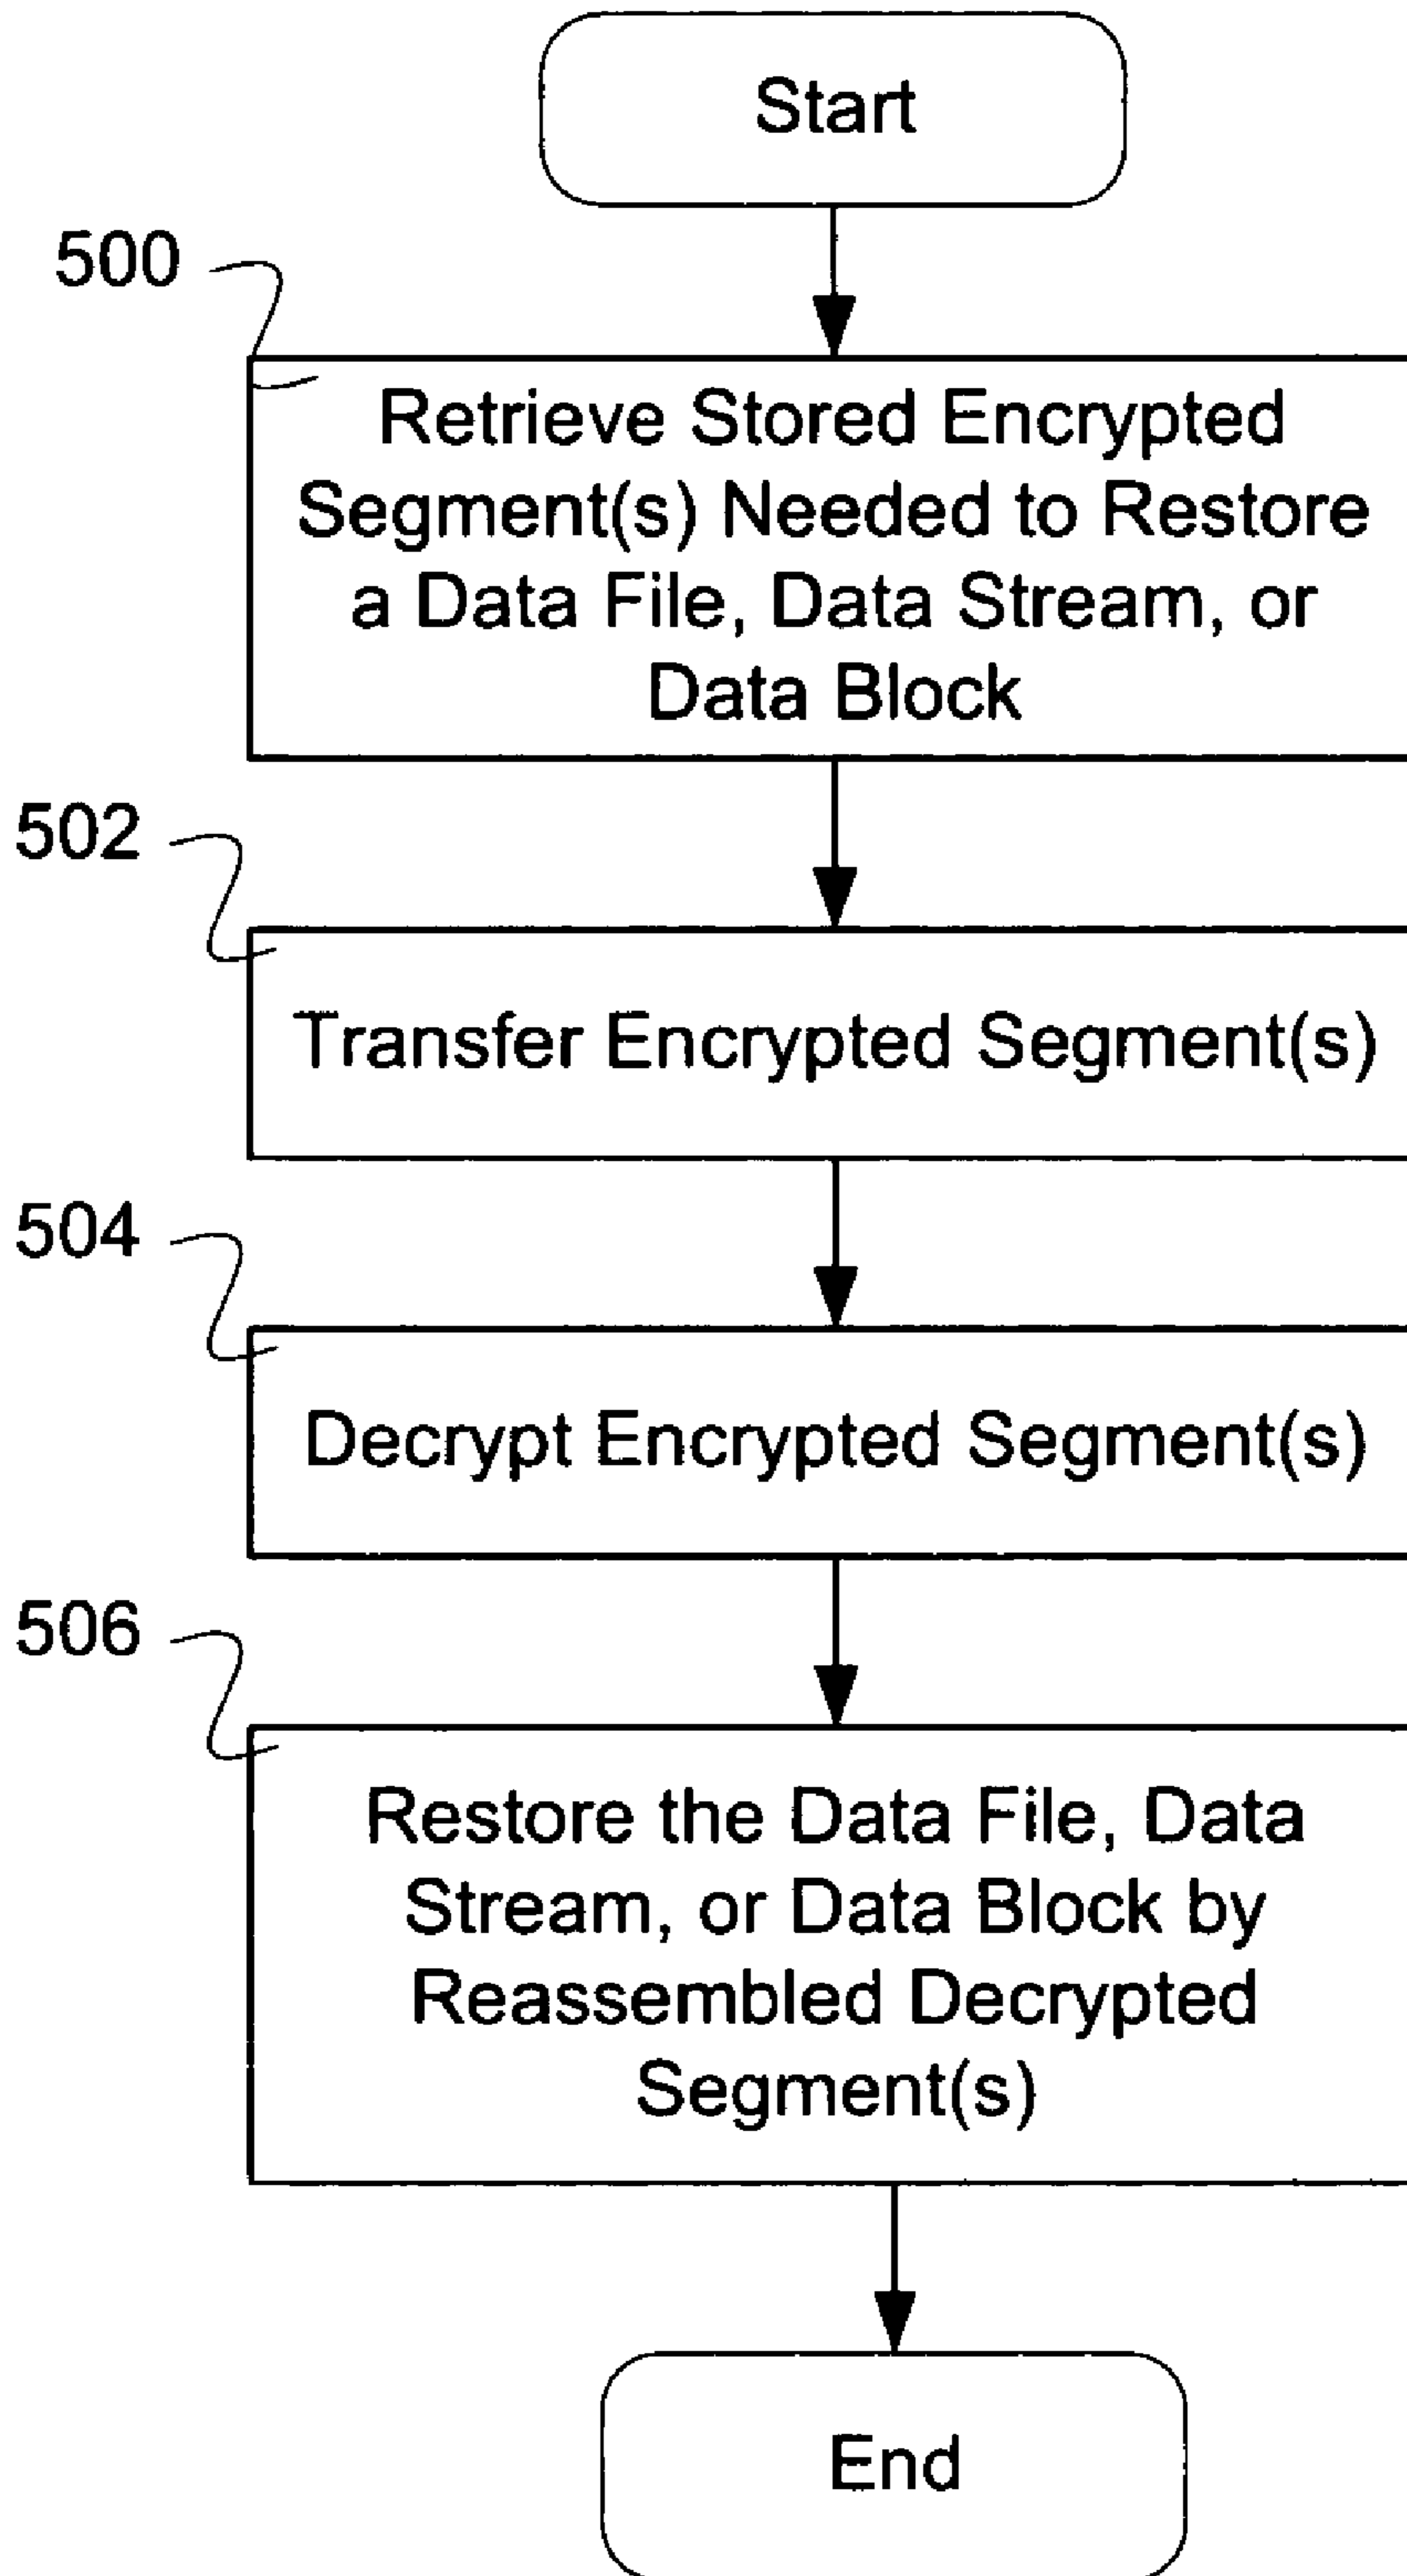 Start
500
Retrieve Stored Encrypted
Segment(s) Needed to Restore
a Data File, Data Stream, or
Data Block
502
Transfer Encrypted Segment(s)
504
Decrypt Encrypted Segment(s)
506
Restore the Data File, Data
Stream, or Data Block by
Reassembled Decrypted
Segment(s)
End